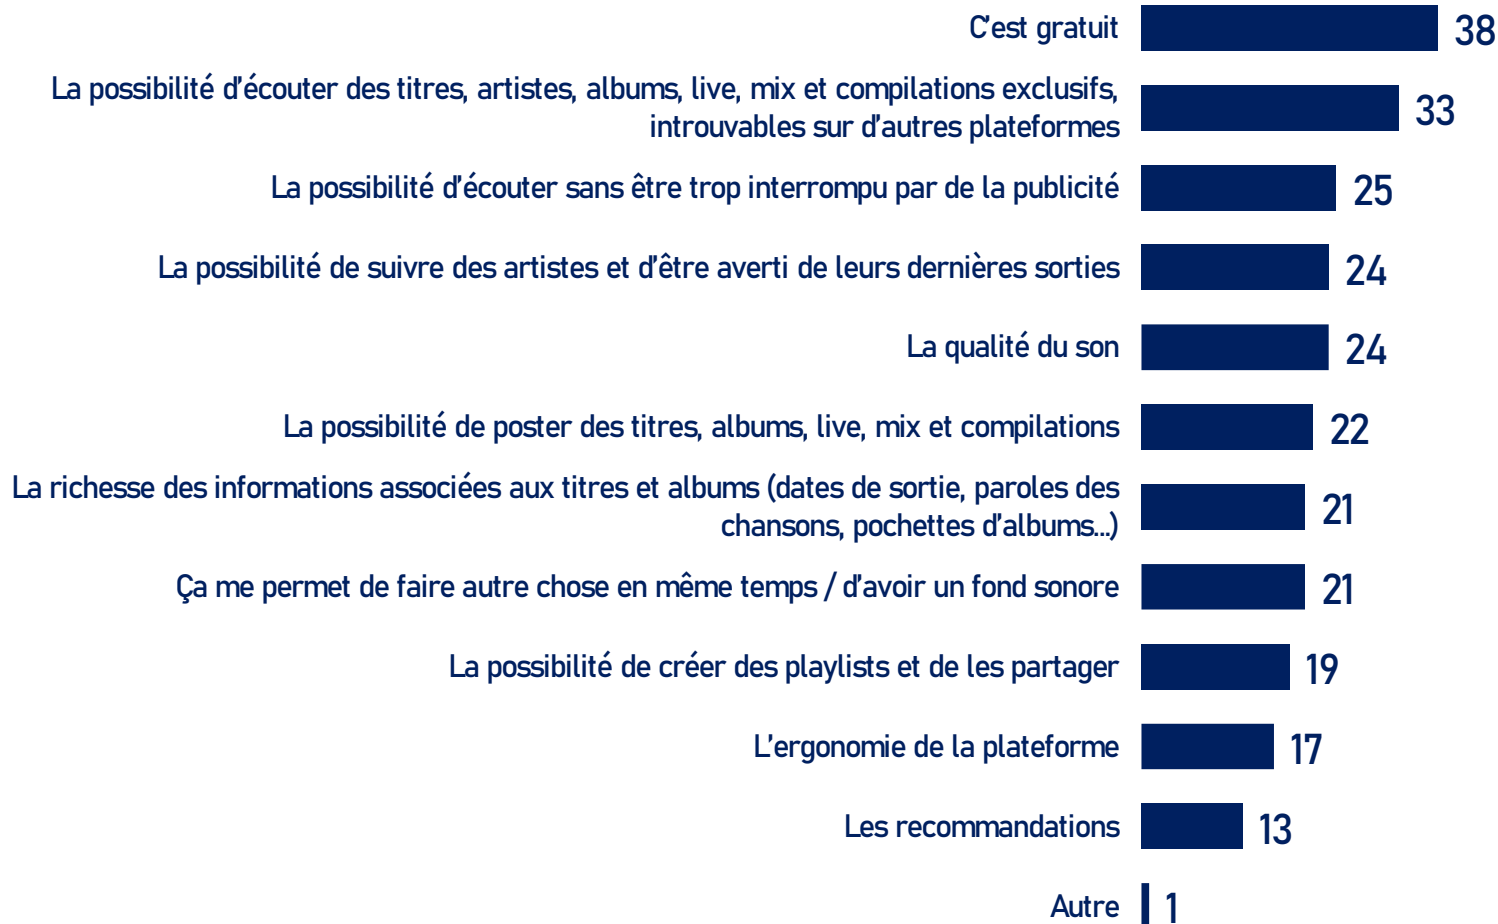 C'est gratuit 38
La possibilité d'écouter des titres, artistes, albums, live, mix et compilations exclusifs,
introuvables sur d'autres plateformes 33
La possibilité d'écouter sans être trop interrompu par de la publicité 25
La possibilité de suivre des artistes et d'être averti de leurs dernières sorties 24
La qualité du son 24
La possibilité de poster des titres, albums, live, mix et compilations 22
La richesse des informations associées aux titres et albums (dates de sortie, paroles des
chansons, pochettes d'albums...) 21
Ça me permet de faire autre chose en même temps / d'avoir un fond sonore 21
La possibilité de créer des playlists et de les partager 19
L'ergonomie de la plateforme 17
Les recommandations 13
Autre 1